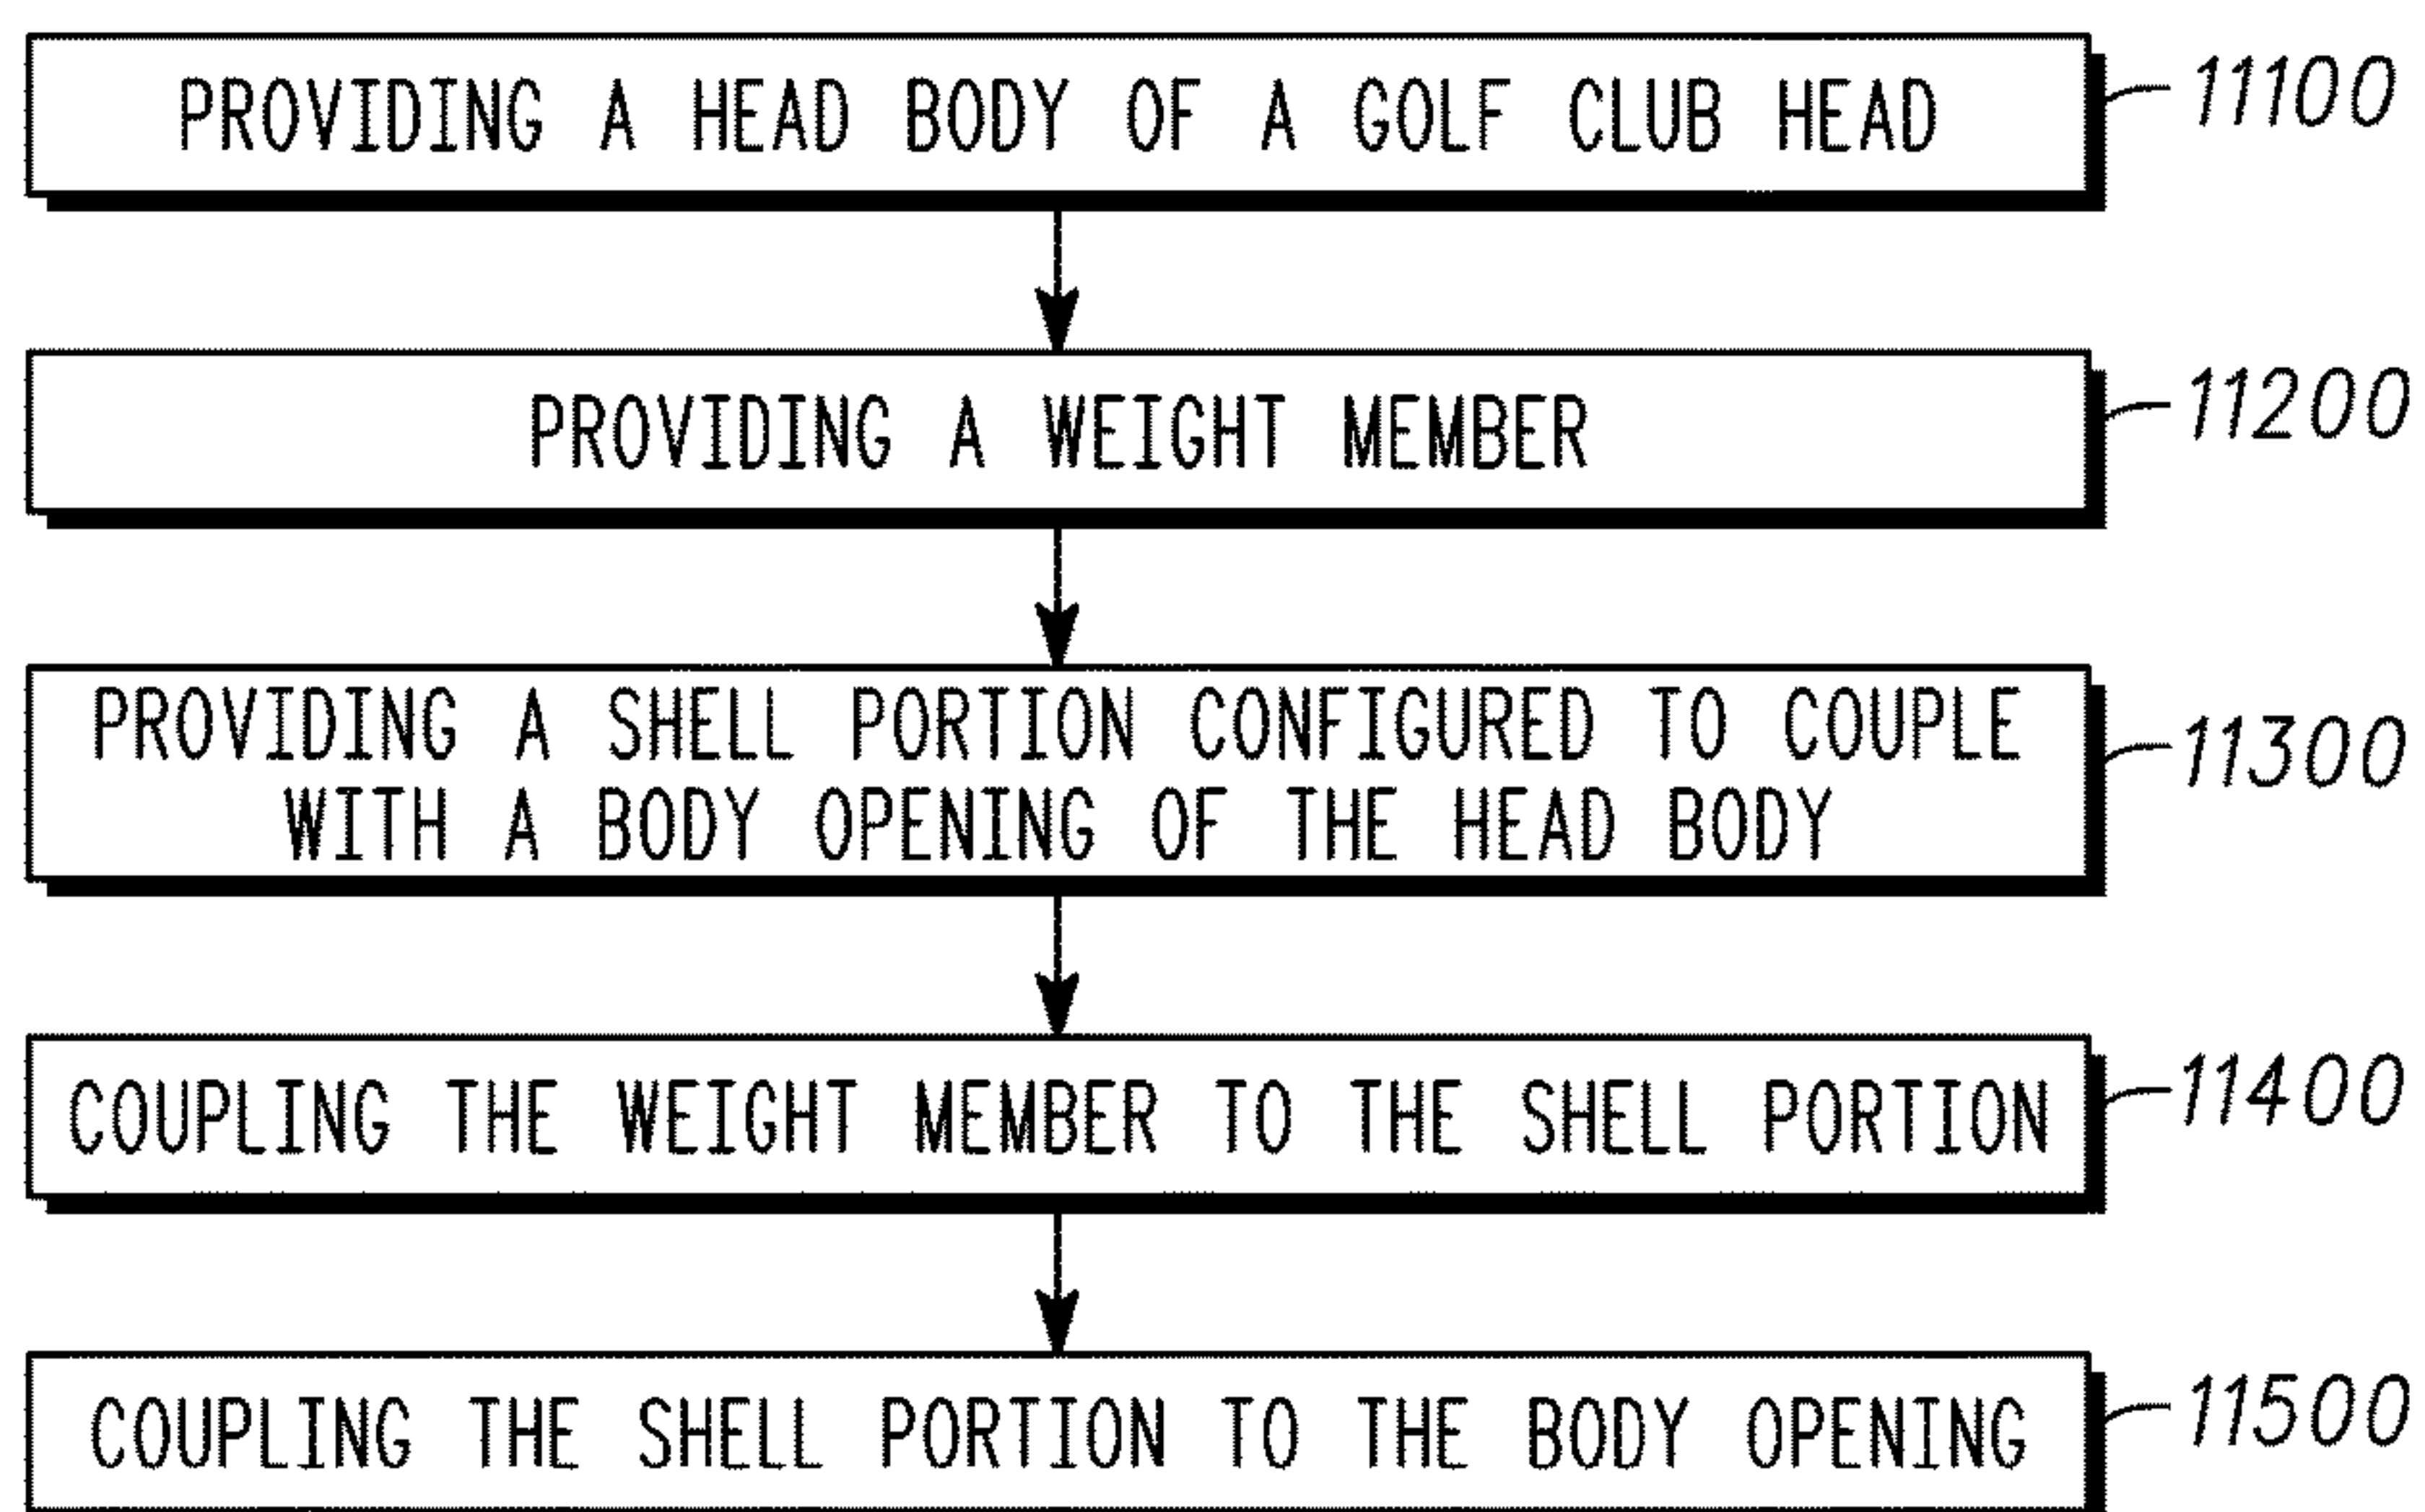 PROVIDING A HEAD BODY OF A GOLF CLUB HEAD 11100
PROVIDING A WEIGHT MEMBER 11200
PROVIDING A SHELL PORTION CONFIGURED TO COUPLE
WITH A BODY OPENING OF THE HEAD BODY
11300
COUPLING THE WEIGHT MEMBER TO THE SHELL PORTION 11400
COUPLING THE SHELL PORTION TO THE BODY OPENING 11500